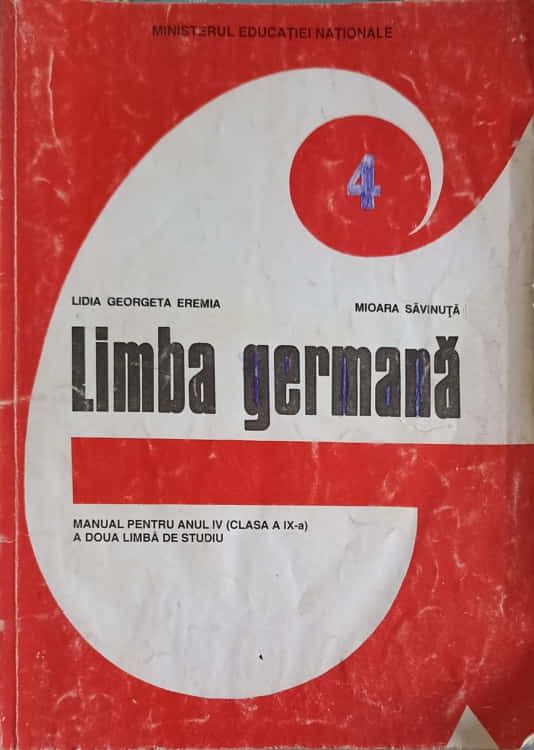 MINISTERUL EDUCAȚIEI NAȚIONALE
4
LIDIA GEORGETA EREMIA
MIOARA SĂVINUȚĂ
Limba germană
MANUAL PENTRU ANUL IV (CLASA A IX-a)
A DOUA LIMBĂ DE STUDIU